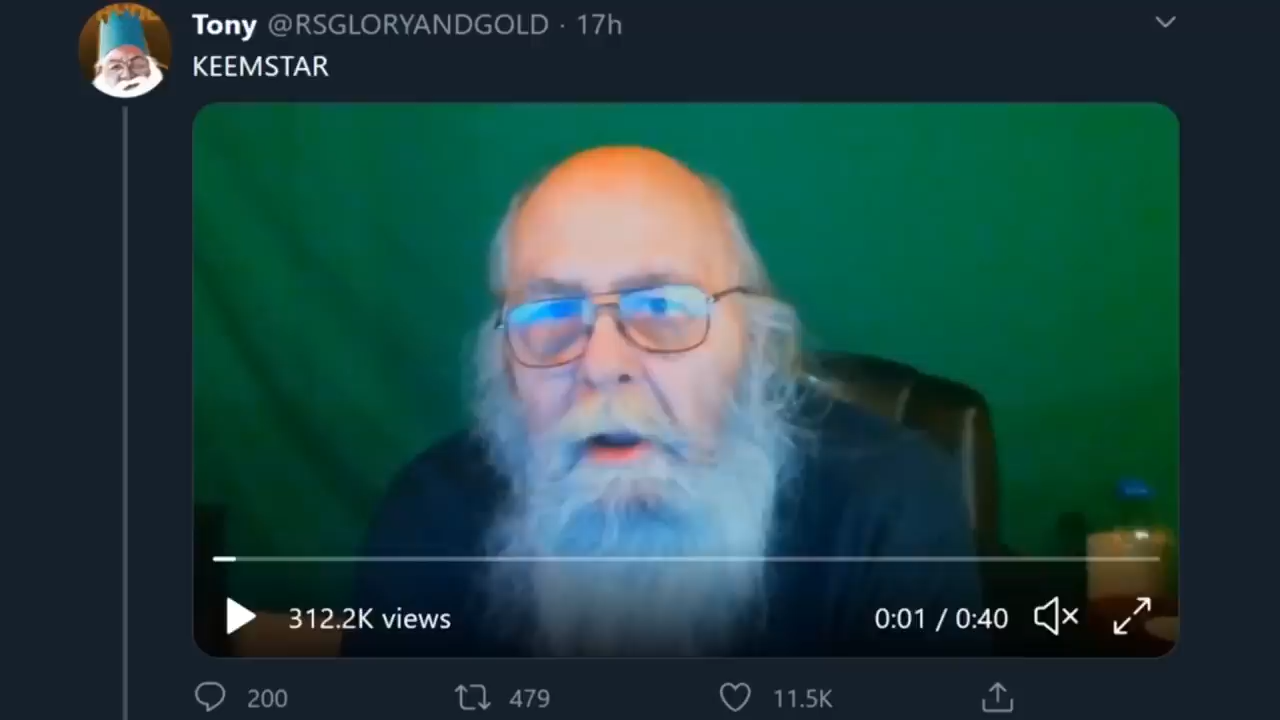 Tony @RSGLORYANDGOLD · 17h
KEEMSTAR
312.2K views
0:01 / 0:40
200
479
11.5K